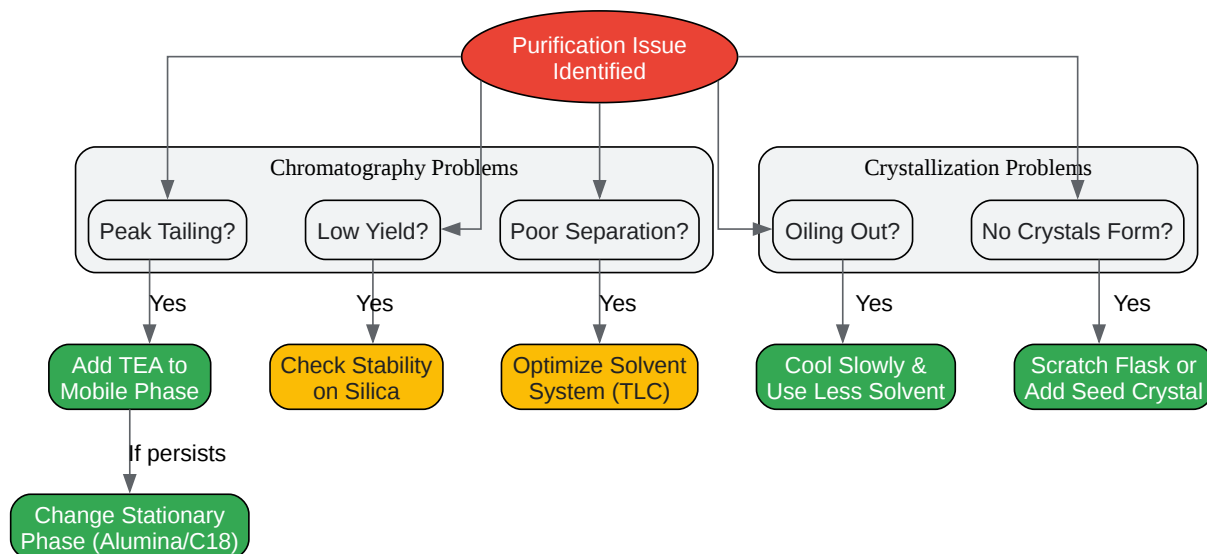 Purification Issue
Identified
Chromatography Problems
Crystallization Problems
Peak Tailing?
Low Yield?
Poor Separation?
Oiling Out?
No Crystals Form?
Yes
Yes
Yes
Yes
Yes
Add TEA to
Mobile Phase
Check Stability
on Silica
Optimize Solvent
System (TLC)
Cool Slowly &
Use Less Solvent
Scratch Flask or
Add Seed Crystal
If persists
Change Stationary
Phase (Alumina/C18)